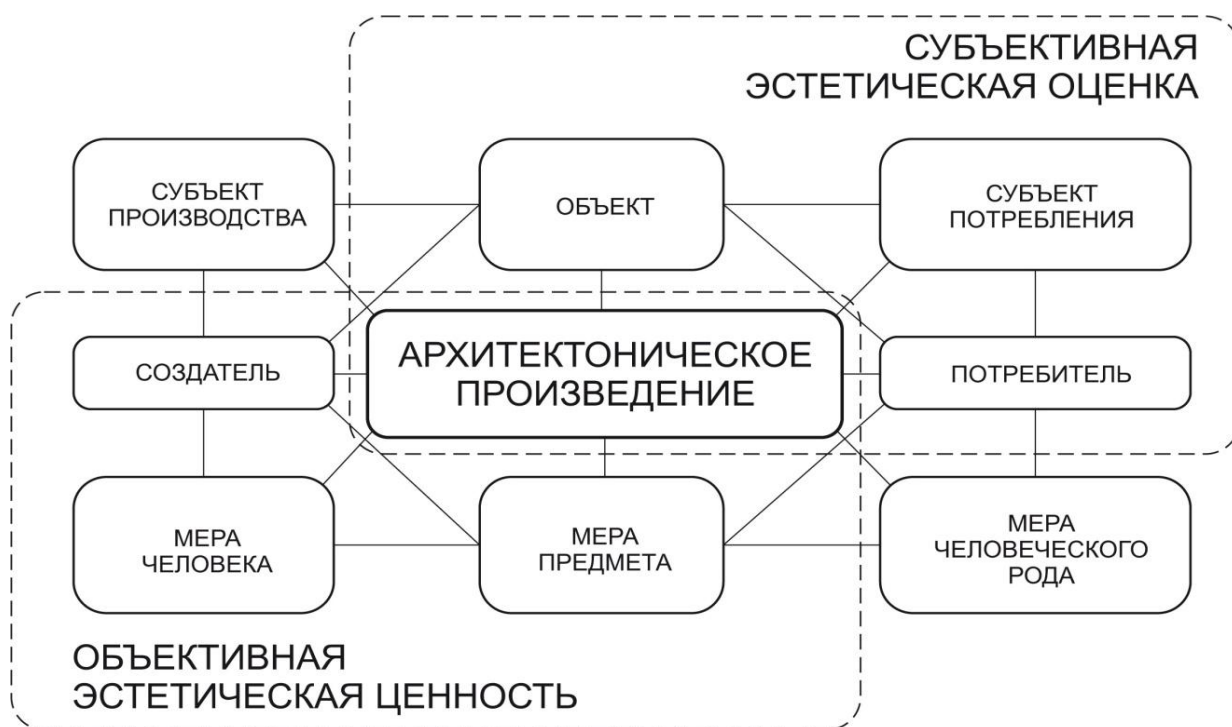 СУБЪЕКТИВНАЯ
ЭСТЕТИЧЕСКАЯ ОЦЕНКА
СУБЪЕКТ
ПРОИЗВОДСТВА
ОБЪЕКТ
СУБЪЕКТ
ПОТРЕБЛЕНИЯ
СОЗДАТЕЛЬ
АРХИТЕКТОНИЧЕСКОЕ
ПРОИЗВЕДЕНИЕ
ПОТРЕБИТЕЛЬ
МЕРА
ЧЕЛОВЕКА
МЕРА
ПРЕДМЕТА
МЕРА
ЧЕЛОВЕЧЕСКОГО
РОДА
ОБЪЕКТИВНАЯ
ЭСТЕТИЧЕСКАЯ ЦЕННОСТЬ